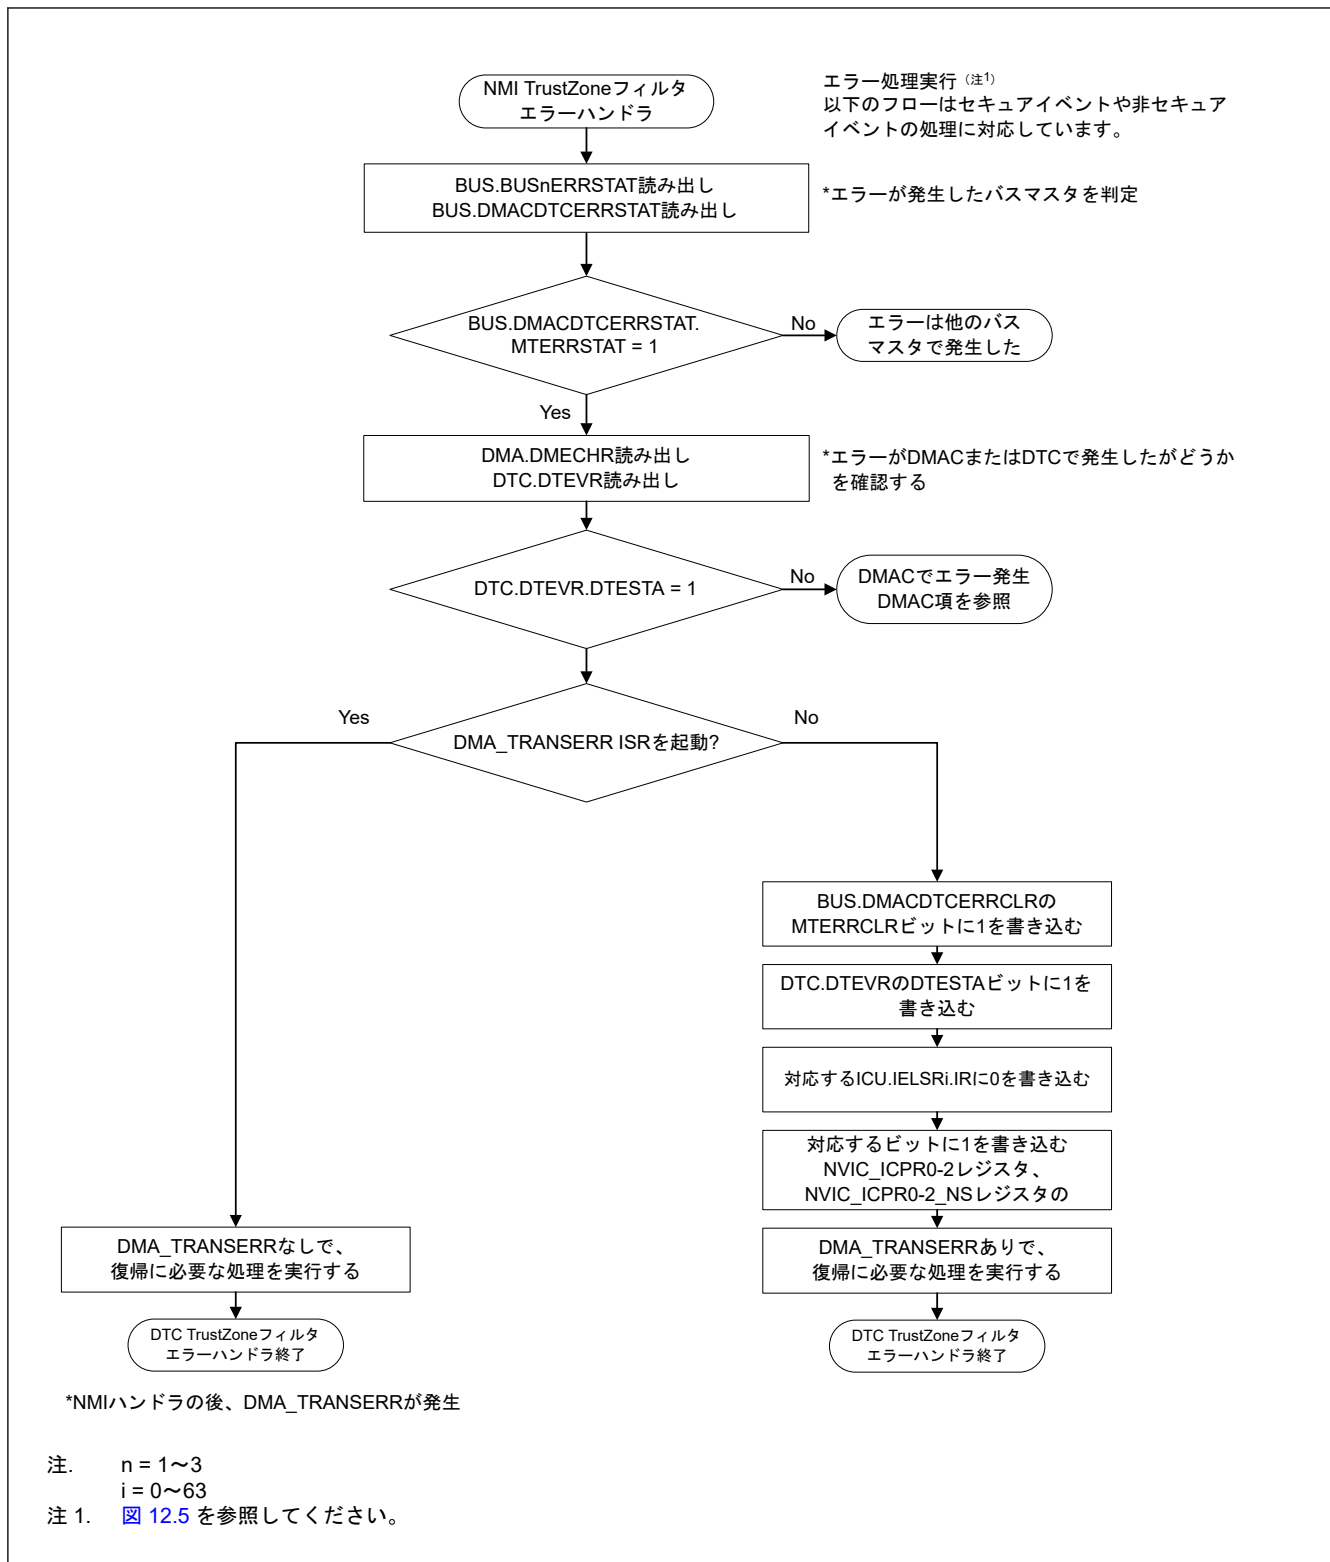 NMI TrustZoneフィルタ
エラーハンドラ
エラー処理実行（注1）
以下のフローはセキュアイベントや非セキュア
イベントの処理に対応しています。
BUS.BUSnERRSTAT読み出し
BUS.DMACDTCERRSTAT読み出し
*エラーが発生したバスマスタを判定
BUS.DMACDTCERRSTAT.
MTERRSTAT = 1
No
エラーは他のバス
マスタで発生した
Yes
DMA.DMECHR読み出し
DTC.DTEVR読み出し
*エラーがDMACまたはDTCで発生したがどうか
を確認する
DTC.DTEVR.DTESTA = 1
No
DMACでエラー発生
DMAC項を参照
Yes
DMA_TRANSERR ISRを起動?
No
BUS.DMACDTCERRCLRの
MTERRCLRビットに1を書き込む
DTC.DTEVRのDTESTAビットに1を
書き込む
対応するICU.IELSRi.IRに0を書き込む
対応するビットに1を書き込む
NVIC_ICPR0-2レジスタ、
NVIC_ICPR0-2_NSレジスタの
DMA_TRANSERRなしで、
復帰に必要な処理を実行する
DMA_TRANSERRありで、
復帰に必要な処理を実行する
DTC TrustZoneフィルタ
エラーハンドラ終了
DTC TrustZoneフィルタ
エラーハンドラ終了
*NMIハンドラの後、DMA_TRANSERRが発生
注. n = 1～3
i = 0～63
注 1. 図 12.5 を参照してください。